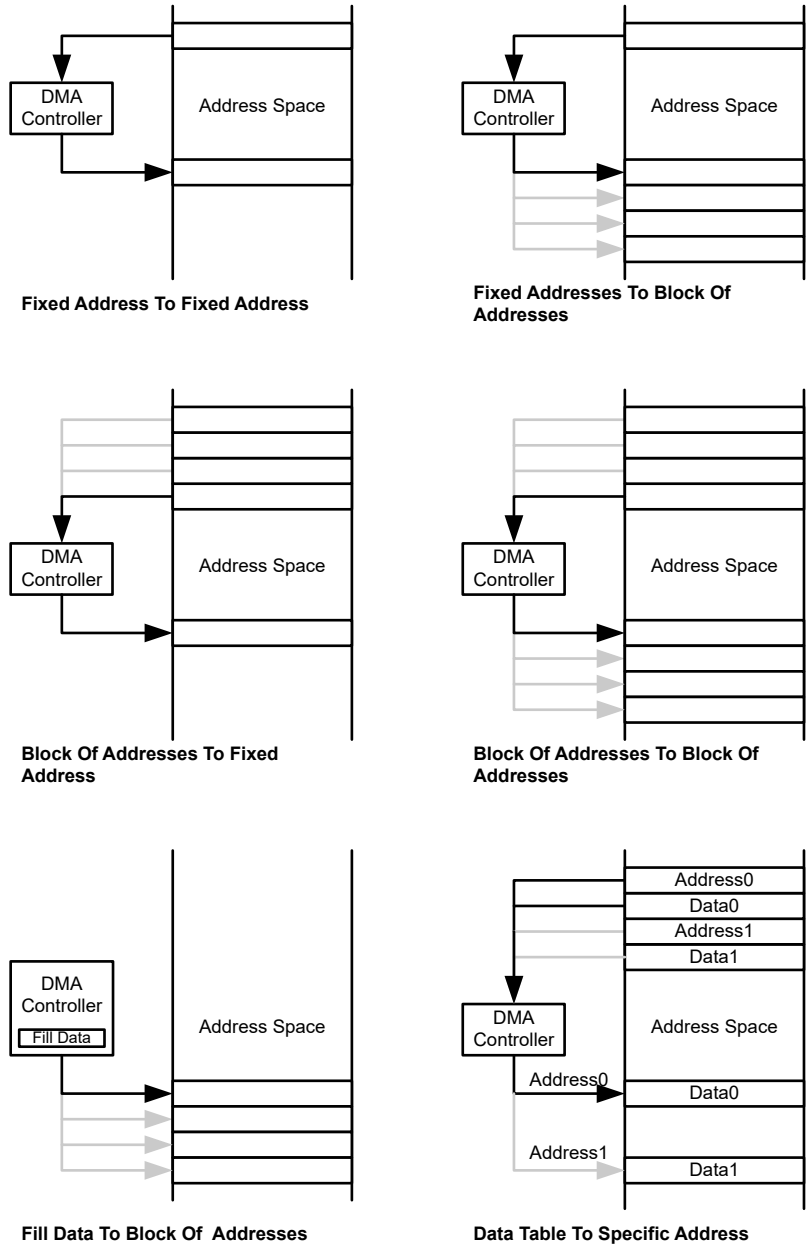 DMA
Controller
Address Space
Fixed Address To Fixed Address
DMA
Controller
Address Space
Fixed Addresses To Block Of
Addresses
DMA
Controller
Address Space
Block Of Addresses To Fixed
Address
DMA
Controller
Address Space
Block Of Addresses To Block Of
Addresses
DMA
Controller
Fill Data
Address Space
Fill Data To Block Of Addresses
Address0
Data0
Address1
Data1
DMA
Controller
Address Space
Address0
Data0
Address1
Data1
Data Table To Specific Address